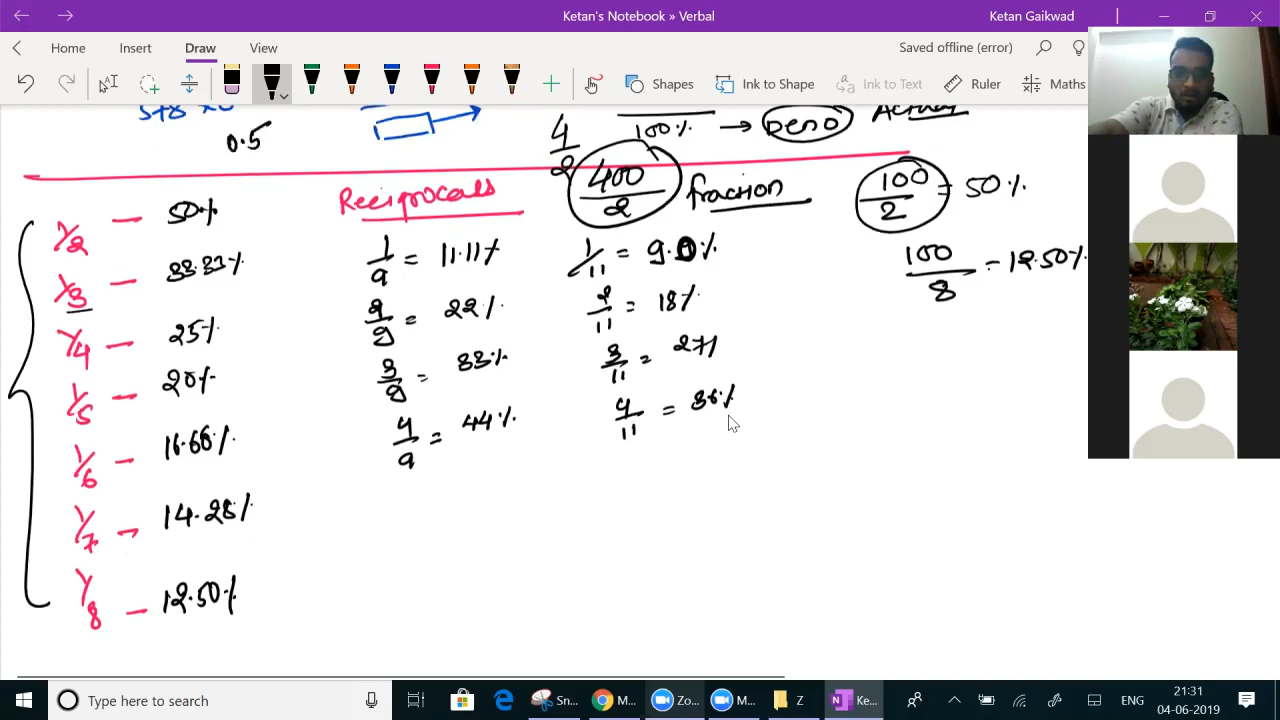 Ketan's Notebook » Verbal
Ketan Gaikwad
Home Insert Draw View
Saved offline (error)
Shapes Ink to Shape Ink to Text Ruler Maths
0.5
4/2
100%
→ Deno
Reciprocals
400/2
fraction
100/2 = 50%
1/2 – 50%
1/9 = 11.11%
1/11 = 9.0%
100/8 = 12.50%
1/3 – 33.33%
2/9 = 22%
2/11 = 18%
1/4 – 25%
3/9 = 33%
3/11 = 27%
1/5 – 20%
4/9 = 44%
4/11 = 36%
1/6 – 16.66%
1/7 – 14.28%
1/8 – 12.50%
Type here to search
Sn... M... Zo... M... Z Ke...
ENG
21:31
04-06-2019